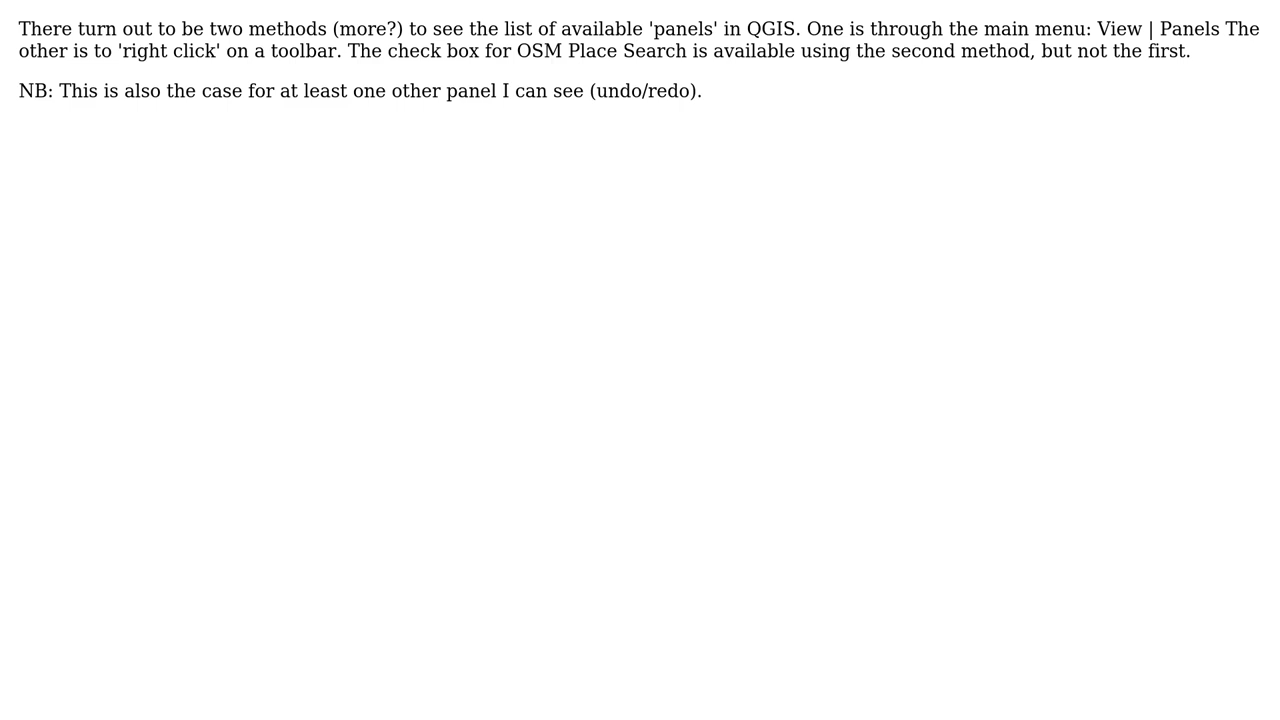 There turn out to be two methods (more?) to see the list of available 'panels' in QGIS. One is through the main menu: View | Panels The
other is to 'right click' on a toolbar. The check box for OSM Place Search is available using the second method, but not the first.
NB: This is also the case for at least one other panel I can see (undo/redo).